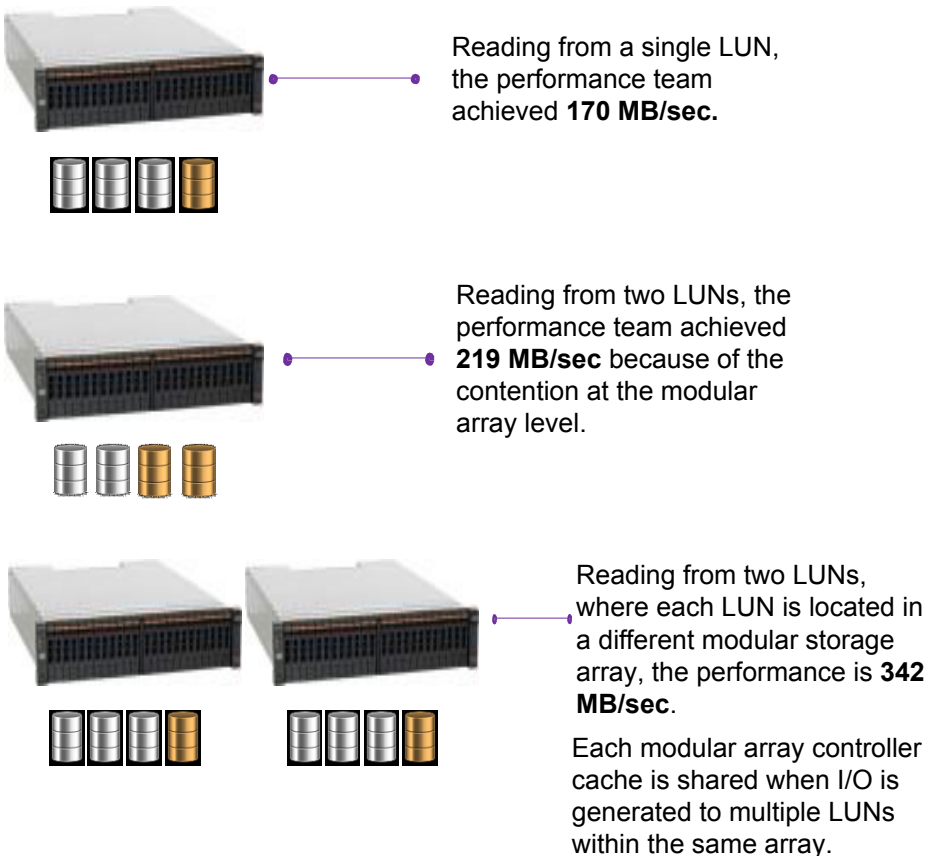 Reading from a single LUN,
the performance team
achieved 170 MB/sec.
Reading from two LUNs, the
performance team achieved
219 MB/sec because of the
contention at the modular
array level.
Reading from two LUNs,
where each LUN is located in
a different modular storage
array, the performance is 342
MB/sec.
Each modular array controller
cache is shared when I/O is
generated to multiple LUNs
within the same array.